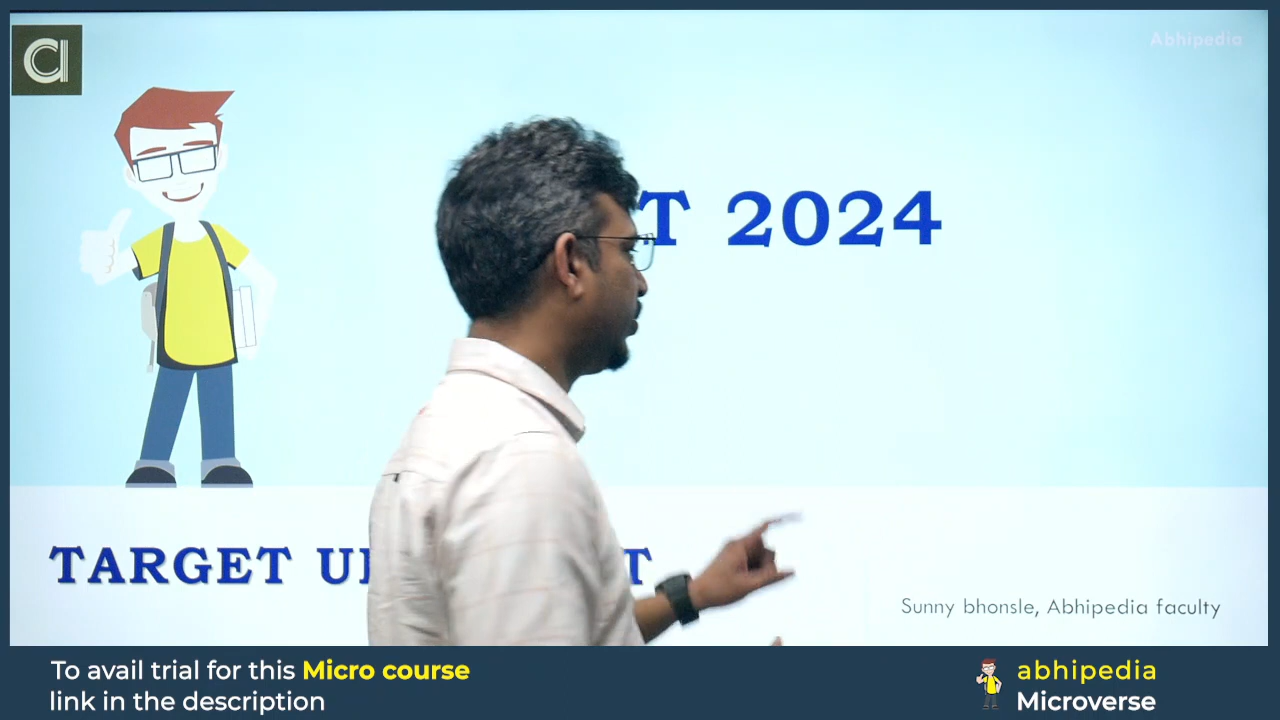 Abhipedia
T 2024
TARGET
T
Sunny bhonsle, Abhipedia faculty
To avail trial for this Micro course
link in the description
abhipedia
Microverse